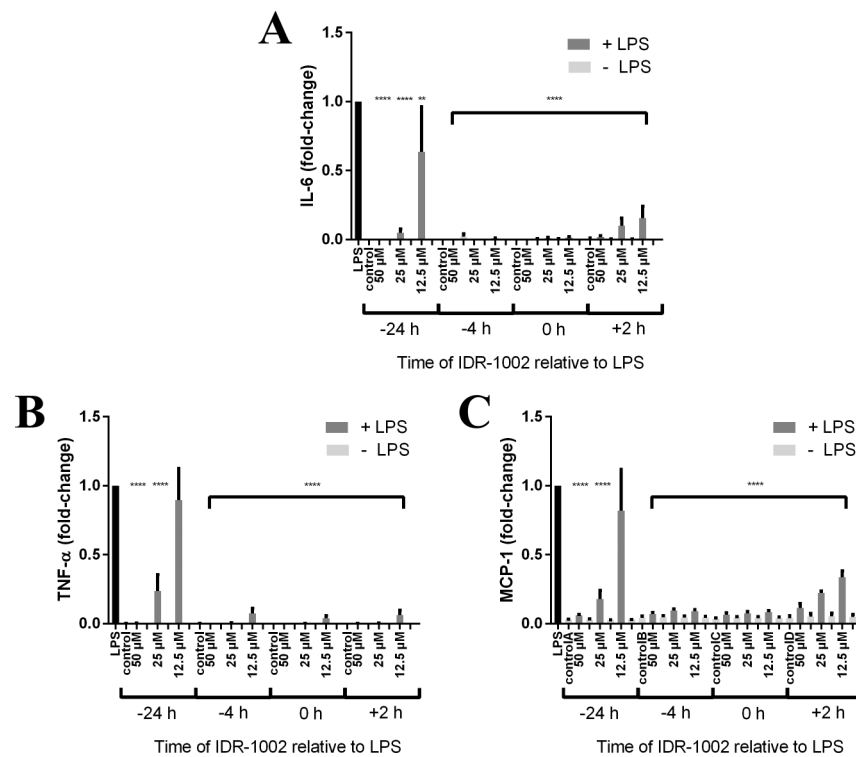 A
1.5
1.0
0.5
0.0
IL-6 (fold-change)
+ LPS
- LPS
**** **** **
****
LPS
control
50 µM
25 µM
12.5 µM
control
50 µM
25 µM
12.5 µM
control
50 µM
25 µM
12.5 µM
control
50 µM
25 µM
12.5 µM
-24 h -4 h 0 h +2 h
Time of IDR-1002 relative to LPS
B
1.5
1.0
0.5
0.0
TNF-α (fold-change)
+ LPS
- LPS
**** ****
****
LPS
control
50 µM
25 µM
12.5 µM
control
50 µM
25 µM
12.5 µM
control
50 µM
25 µM
12.5 µM
control
50 µM
25 µM
12.5 µM
-24 h -4 h 0 h +2 h
Time of IDR-1002 relative to LPS
C
1.5
1.0
0.5
0.0
MCP-1 (fold-change)
+ LPS
- LPS
**** ****
****
LPS
controlA
50 µM
25 µM
12.5 µM
controlB
50 µM
25 µM
12.5 µM
controlC
50 µM
25 µM
12.5 µM
controlD
50 µM
25 µM
12.5 µM
-24 h -4 h 0 h +2 h
Time of IDR-1002 relative to LPS